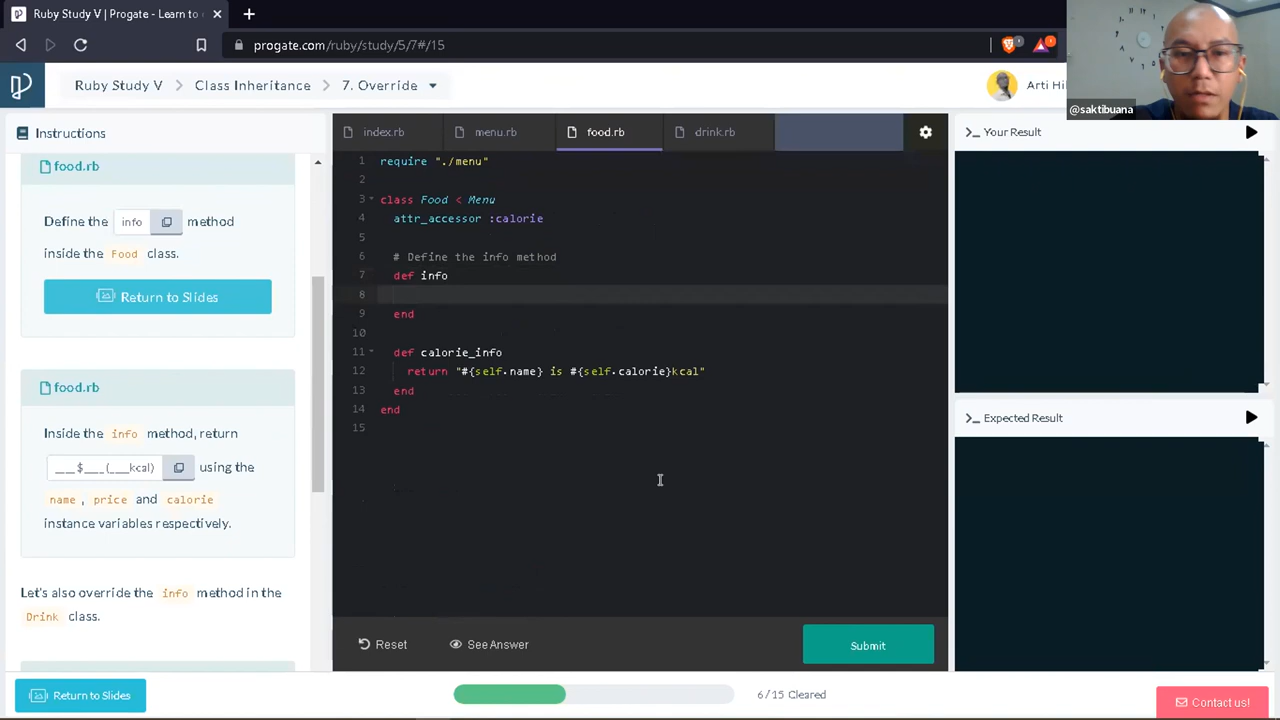 Ruby Study V | Progate - Learn to
progate.com/ruby/study/5/7#/15
Ruby Study V
Class Inheritance
7. Override
@saktibuana
Instructions
food.rb
Define the info method
inside the Food class.
Return to Slides
food.rb
Inside the info method, return
___$___(___kcal) using the
name, price and calorie
instance variables respectively.
Let's also override the info method in the
Drink class.
index.rb
menu.rb
food.rb
drink.rb
1 require "./menu"
2
3 class Food < Menu
4 attr_accessor :calorie
5
6 # Define the info method
7 def info
8
9 end
10
11 def calorie_info
12 return "#{self.name} is #{self.calorie}kcal"
13 end
14 end
15
Reset
See Answer
Submit
Your Result
Expected Result
Return to Slides
6/15 Cleared
Contact us!